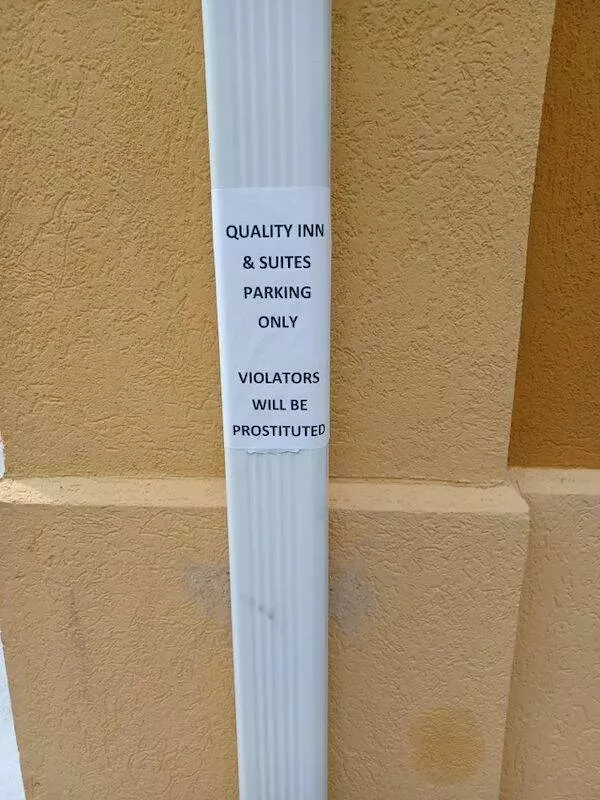 QUALITY INN
& SUITES
PARKING
ONLY
VIOLATORS
WILL BE
PROSTITUTED